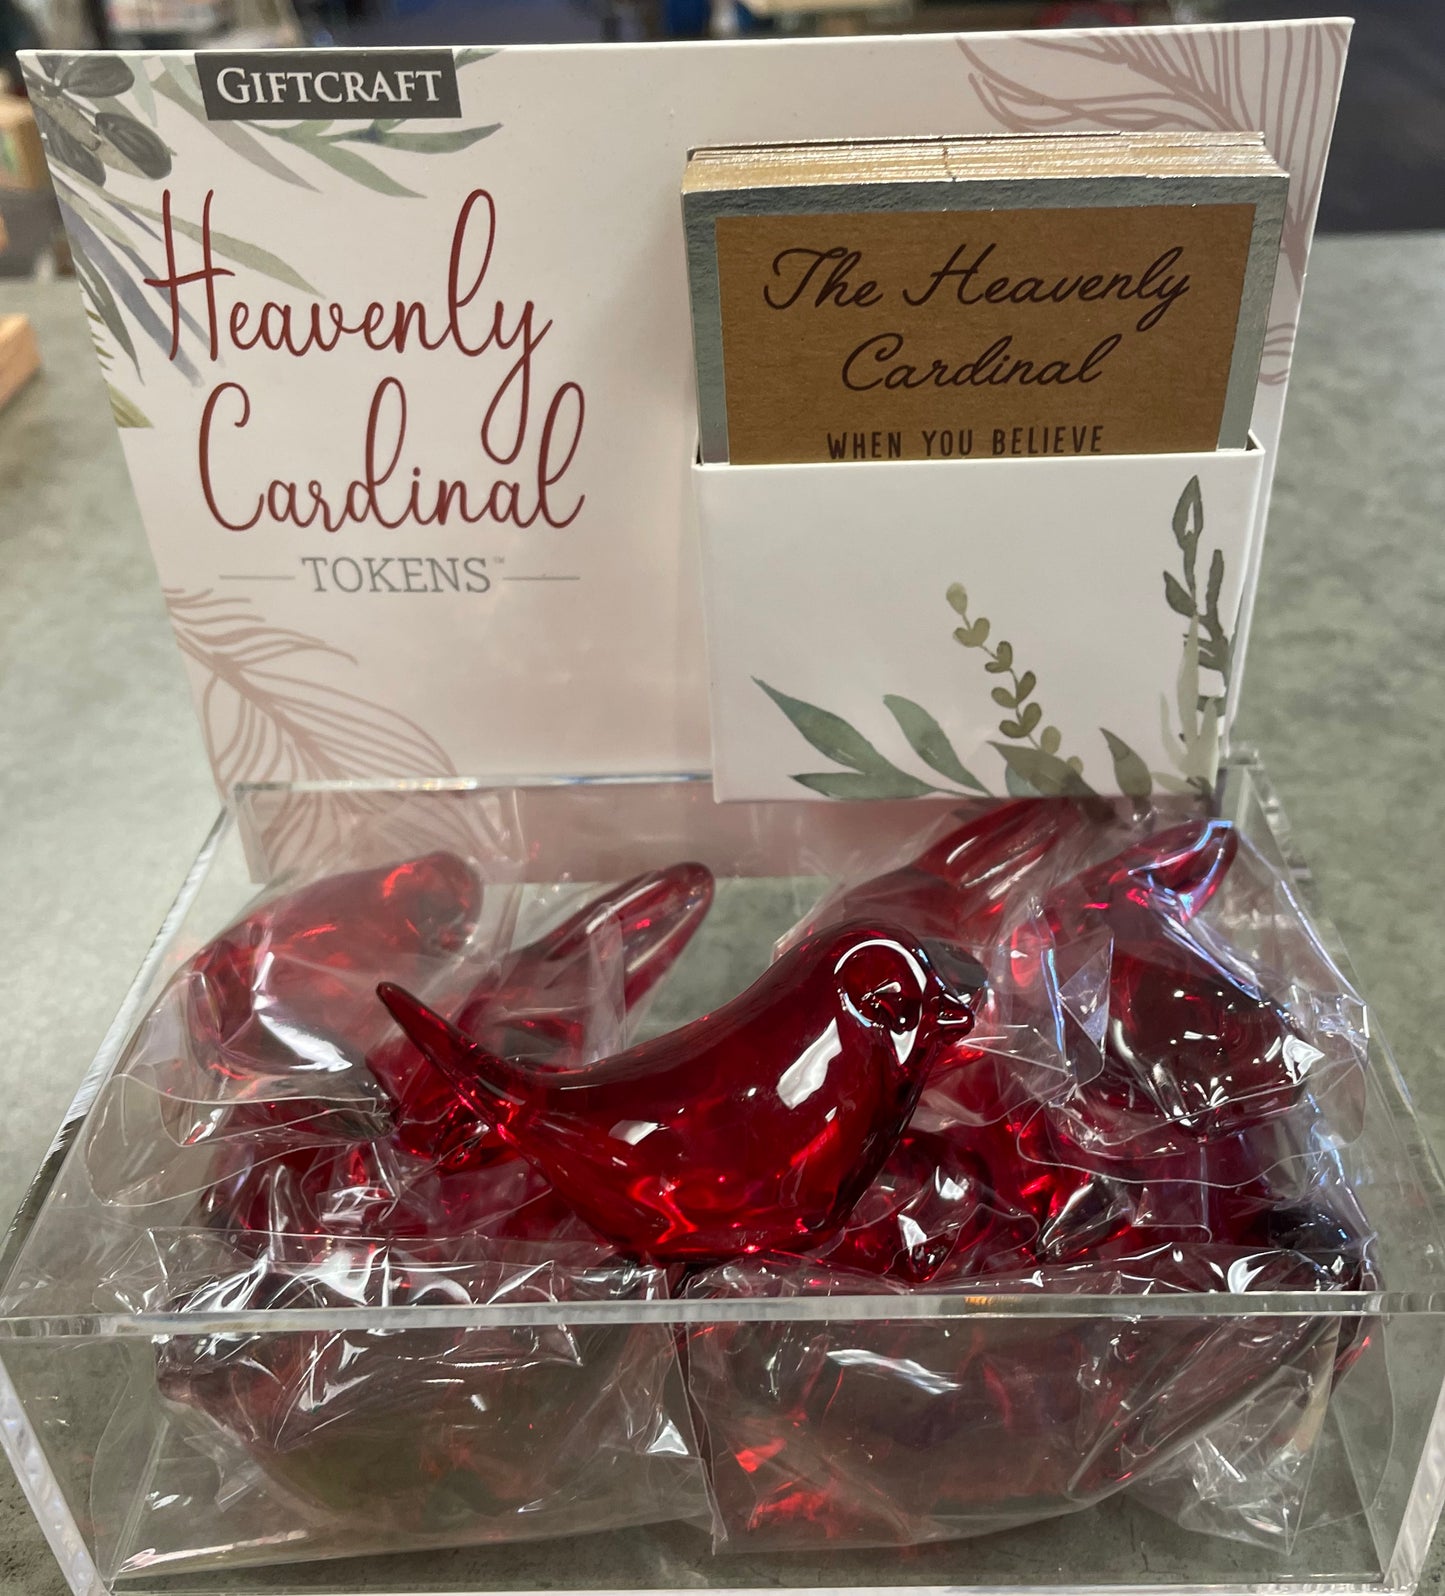 GIFTCRAFT
Heavenly
Cardinal
TOKENS™
The Heavenly
Cardinal
WHEN YOU BELIEVE